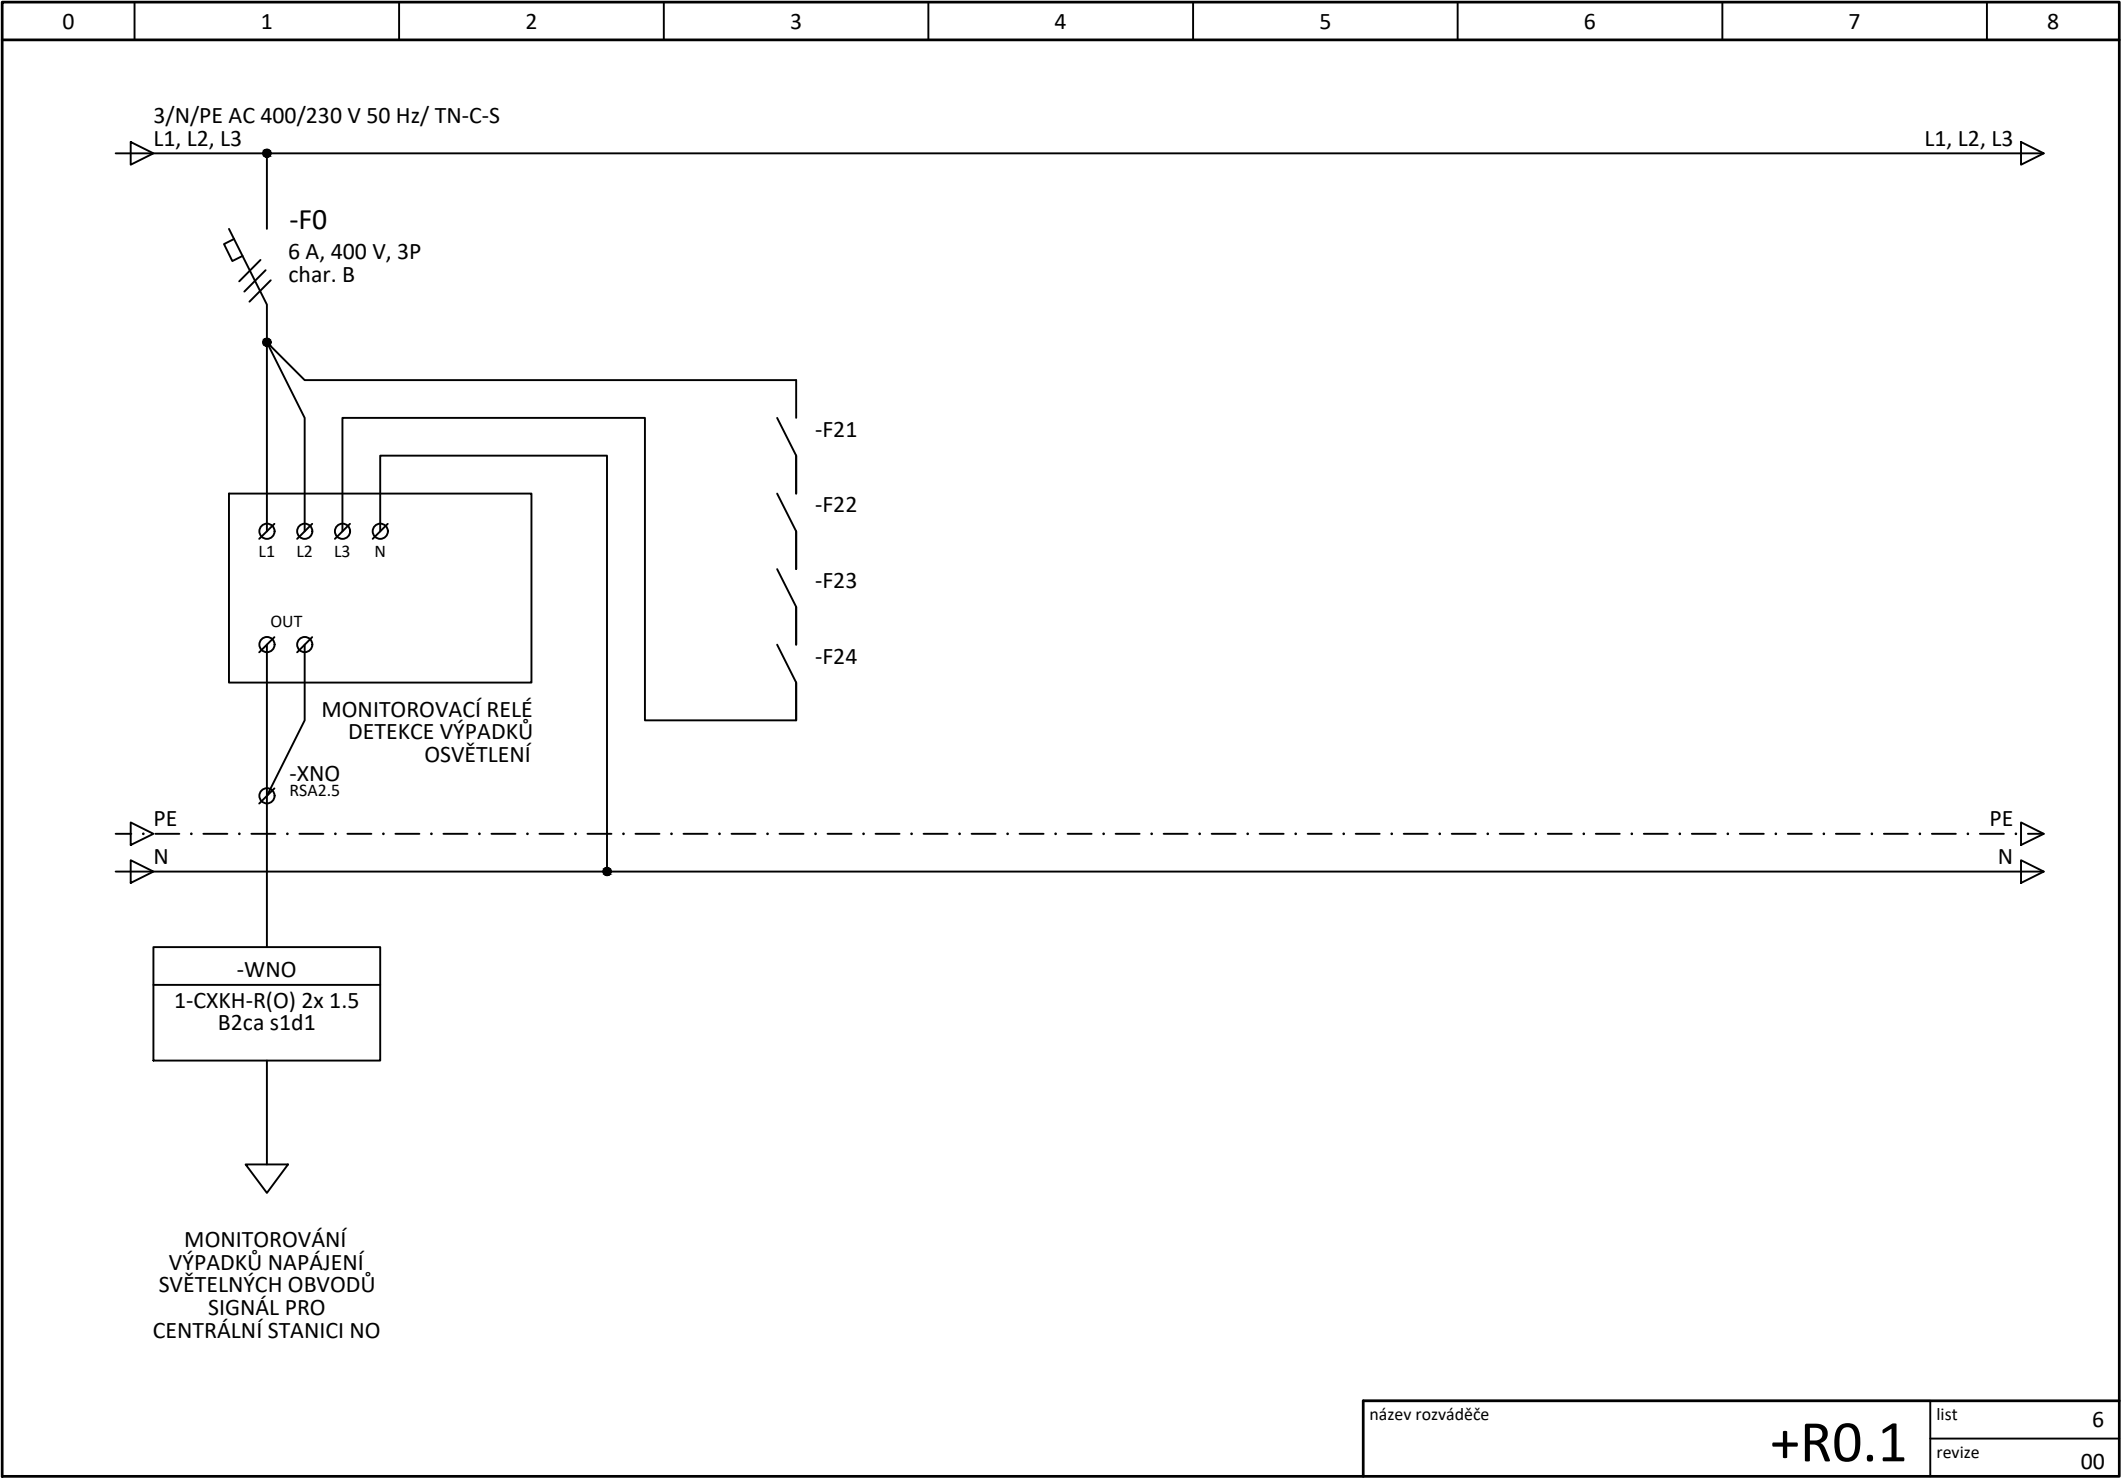 0 1 2 3 4 5 6 7 8
3/N/PE AC 400/230 V 50 Hz/ TN-C-S
L1, L2, L3
L1, L2, L3
-F0
6 A, 400 V, 3P
char. B
-F21
-F22
-F23
-F24
L1 L2 L3 N
OUT
MONITOROVACÍ RELÉ
DETEKCE VÝPADKŮ
OSVĚTLENÍ
-XNO
RSA2.5
PE
PE
N
N
-WNO
1-CXKH-R(O) 2x 1.5
B2ca s1d1
MONITOROVÁNÍ
VÝPADKŮ NAPÁJENÍ
SVĚTELNÝCH OBVODŮ
SIGNÁL PRO
CENTRÁLNÍ STANICI NO
název rozváděče
+R0.1
list 6
revize 00